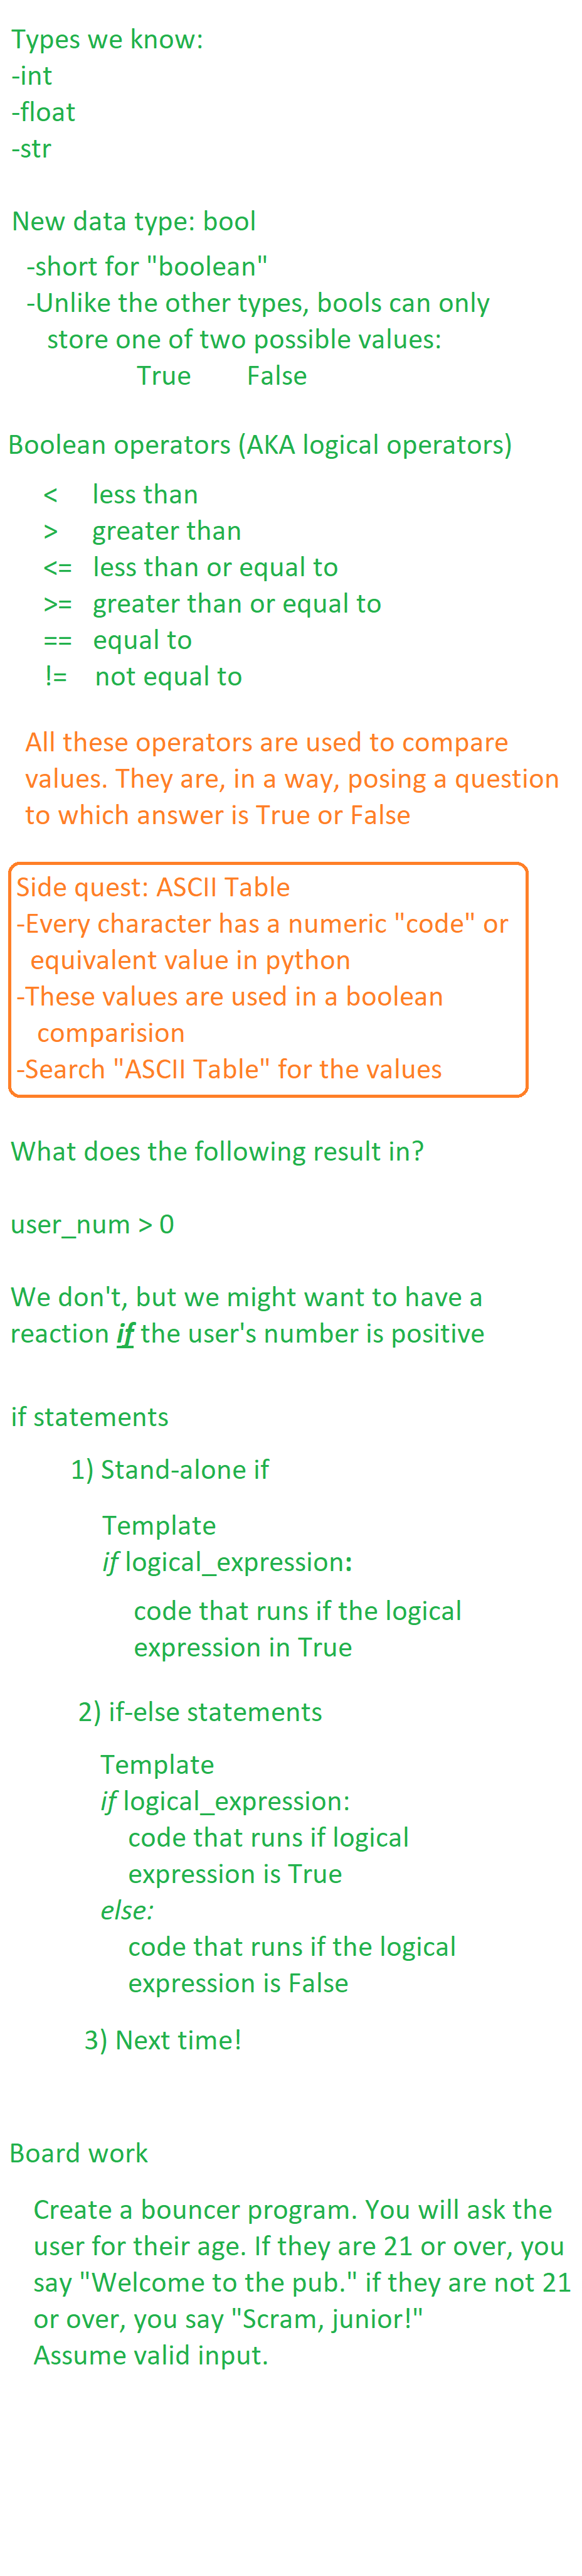 Types we know:
-int
-float
-str
New data type: bool
-short for "boolean"
-Unlike the other types, bools can only
store one of two possible values:
True False
Boolean operators (AKA logical operators)
< less than
> greater than
<= less than or equal to
>= greater than or equal to
== equal to
!= not equal to
All these operators are used to compare
values. They are, in a way, posing a question
to which answer is True or False
Side quest: ASCII Table
-Every character has a numeric "code" or
equivalent value in python
-These values are used in a boolean
comparision
-Search "ASCII Table" for the values
What does the following result in?
user_num > 0
We don't, but we might want to have a
reaction if the user's number is positive
if statements
1) Stand-alone if
Template
if logical_expression:
code that runs if the logical
expression in True
2) if-else statements
Template
if logical_expression:
code that runs if logical
expression is True
else:
code that runs if the logical
expression is False
3) Next time!
Board work
Create a bouncer program. You will ask the
user for their age. If they are 21 or over, you
say "Welcome to the pub." if they are not 21
or over, you say "Scram, junior!"
Assume valid input.